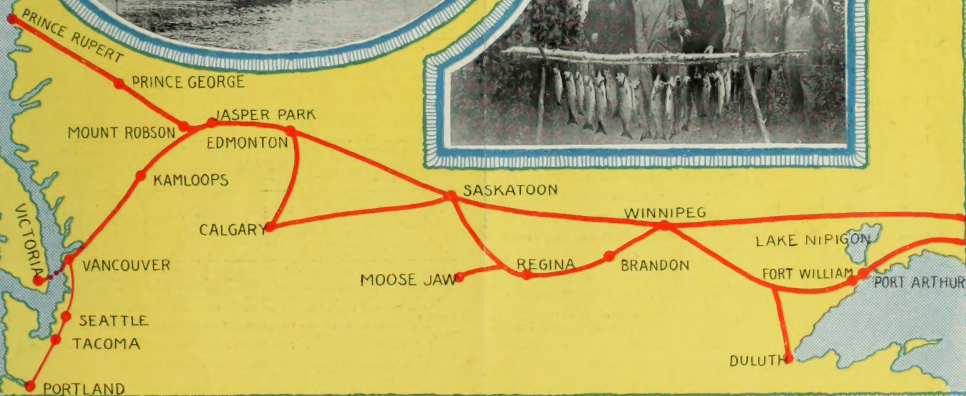 PRINCE RUPERT
PRINCE GEORGE
MOUNT ROBSON
JASPER PARK
EDMONTON
KAMLOOPS
SASKATOON
CALGARY
VICTORIA
VANCOUVER
WINNIPEG
LAKE NIPIGON
MOOSE JAW
REGINA
BRANDON
FORT WILLIAM
PORT ARTHUR
SEATTLE
TACOMA
DULUTH
PORTLAND